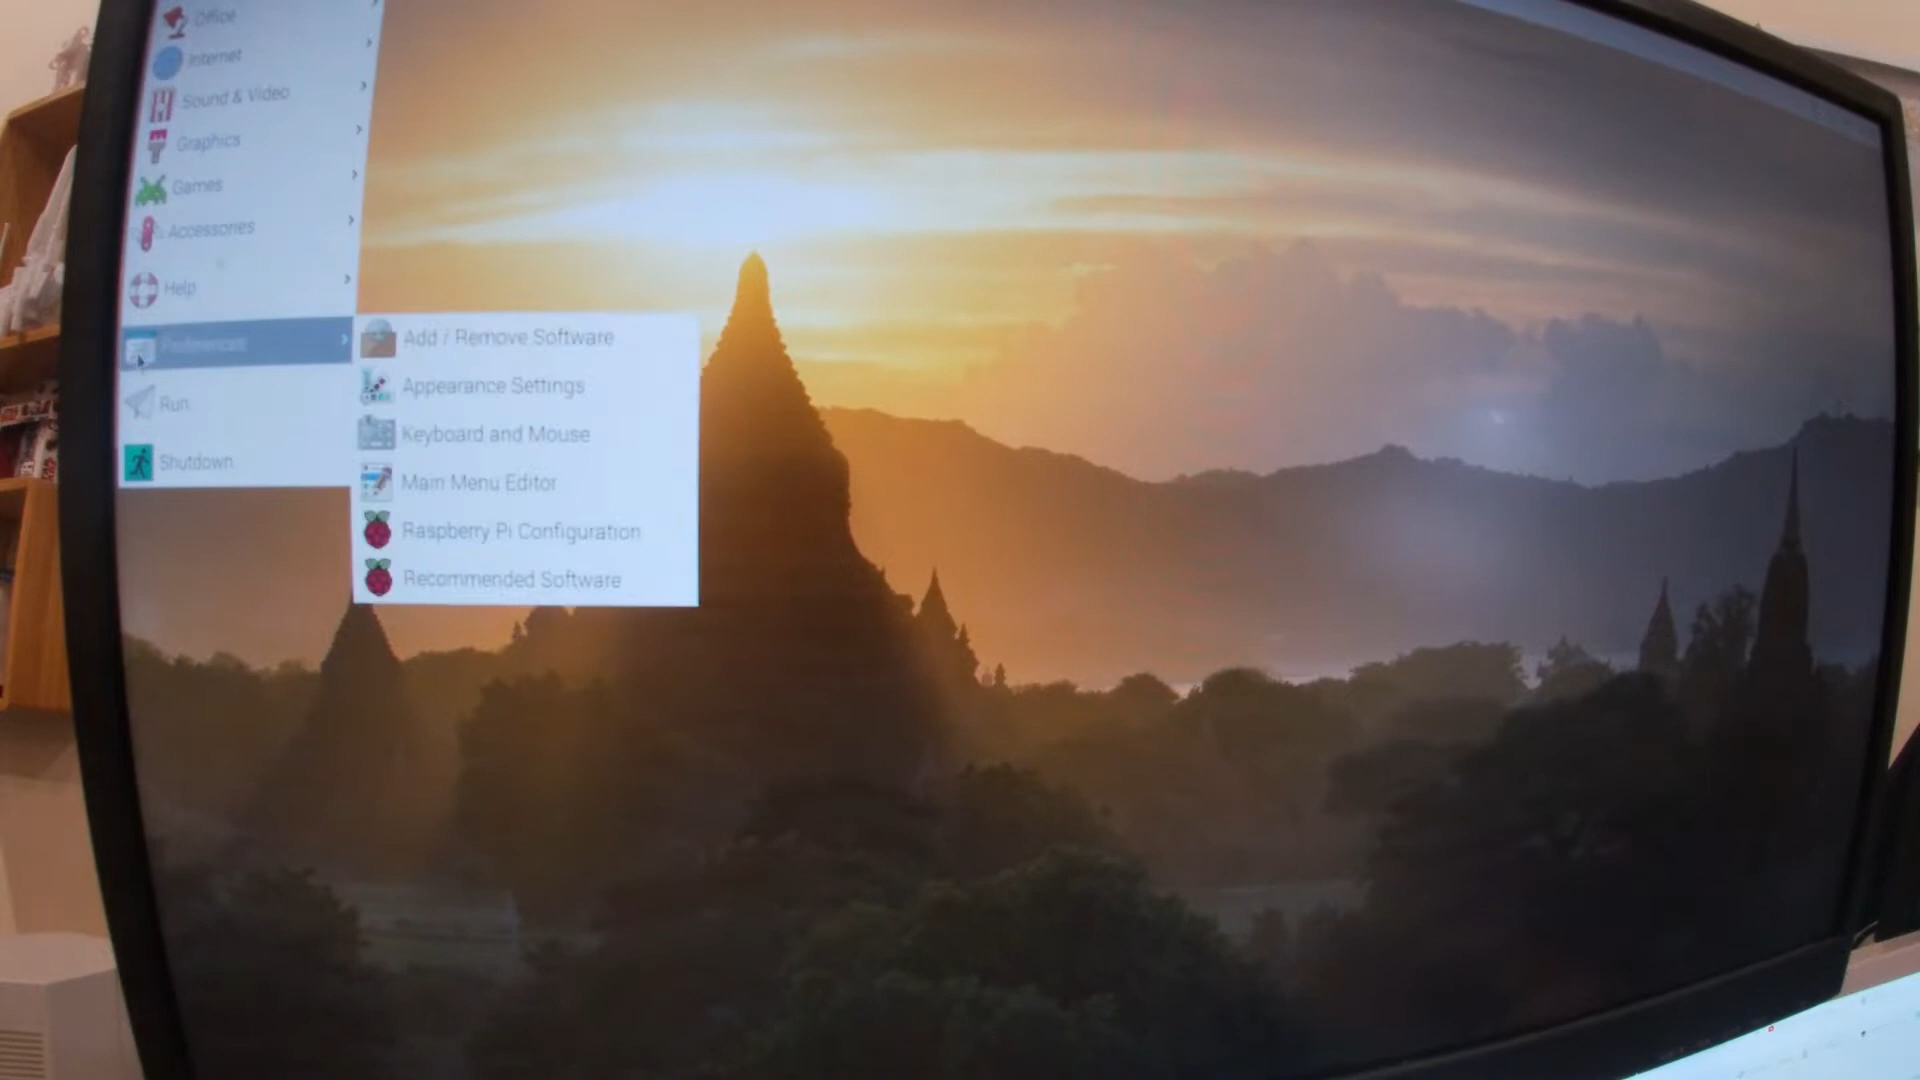 Office
Internet
Sound & Video
Graphics
Games
Accessories
Help
Preferences
Add / Remove Software
Appearance Settings
Run
Keyboard and Mouse
Shutdown
Main Menu Editor
Raspberry Pi Configuration
Recommended Software